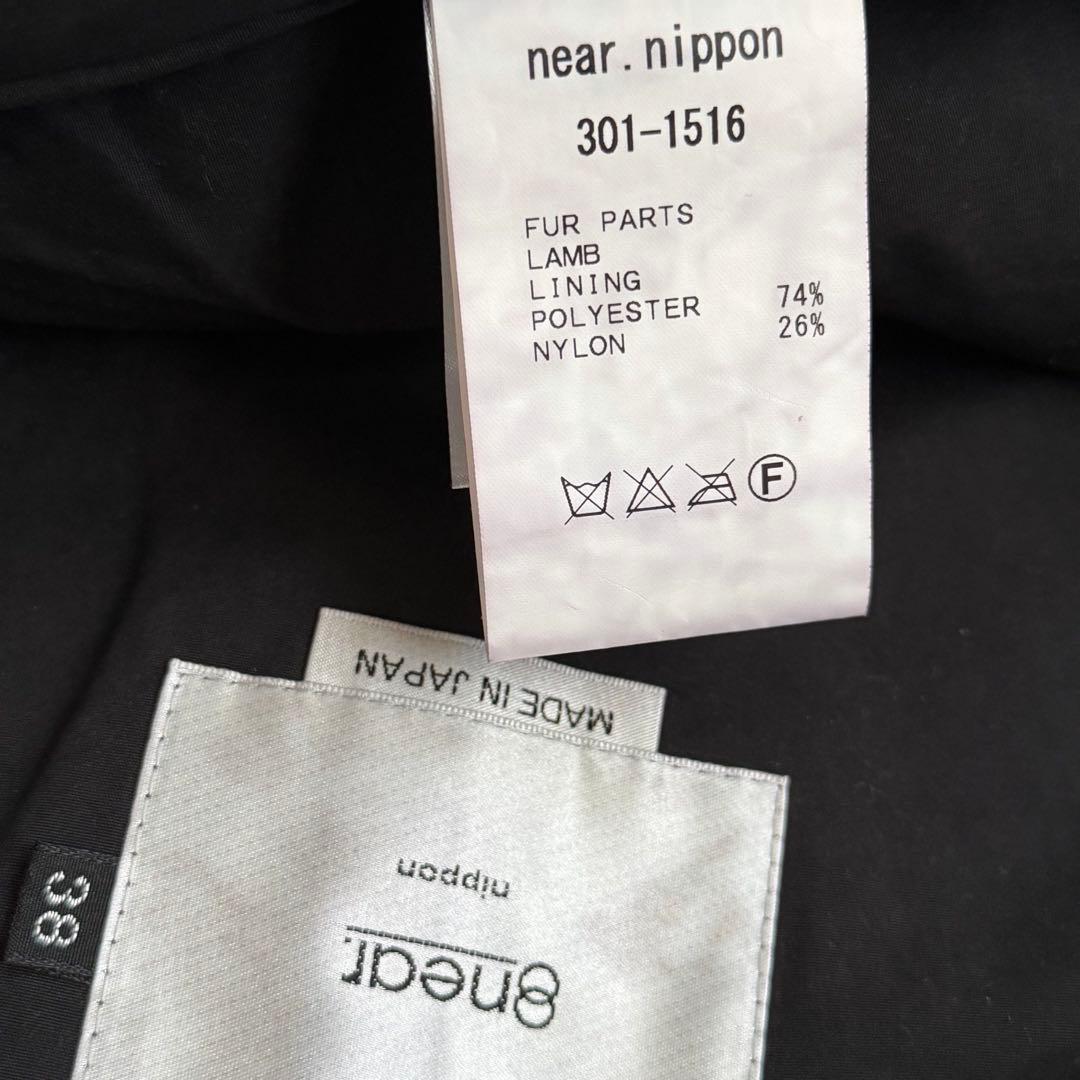 near.nippon
301-1516
FUR PARTS
LAMB
LINING
POLYESTER 74%
NYLON 26%
F
MADE IN JAPAN
38
near.
nippon